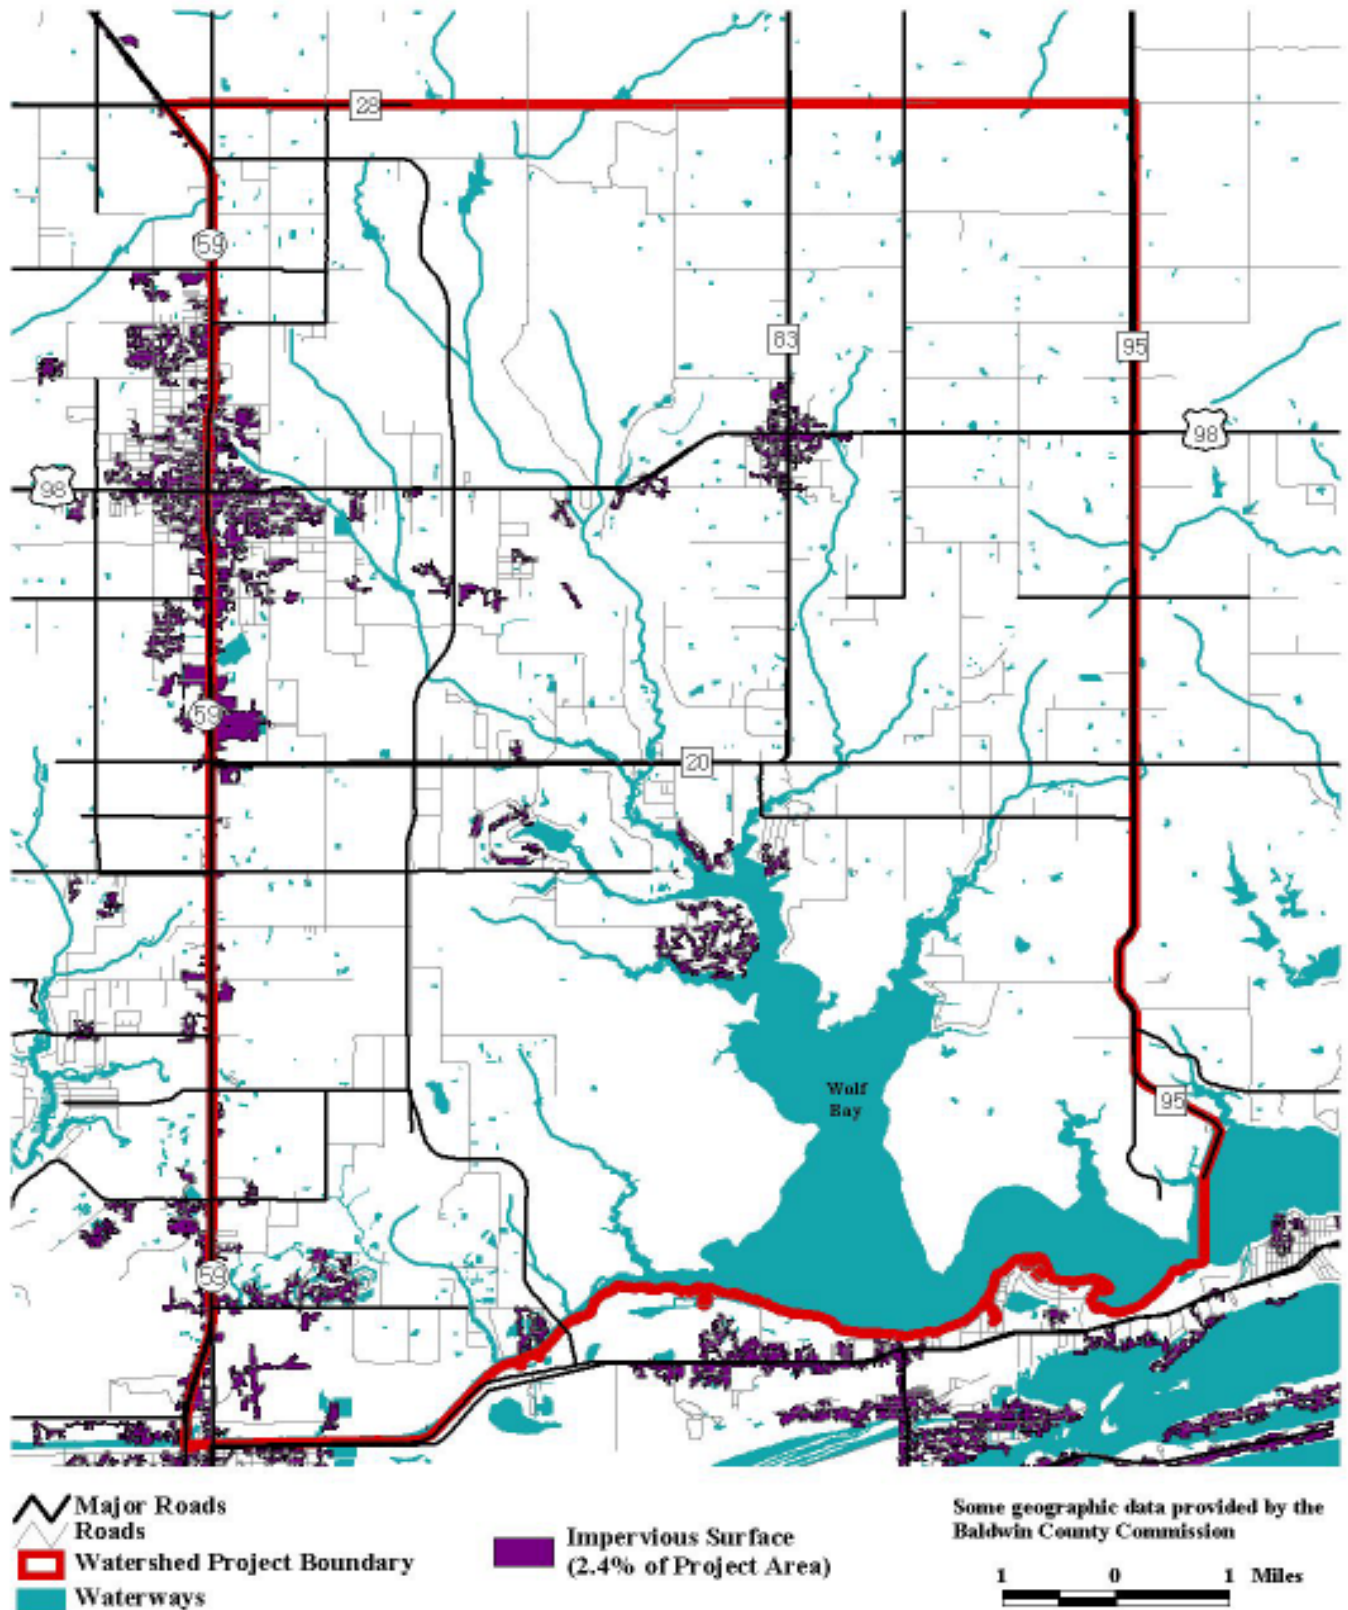 28
59
83
95
98
98
59
20
Wolf
Bay
95
59
Major Roads
Roads
Watershed Project Boundary
Waterways
Impervious Surface
(2.4% of Project Area)
Some geographic data provided by the
Baldwin County Commission
1 0 1 Miles